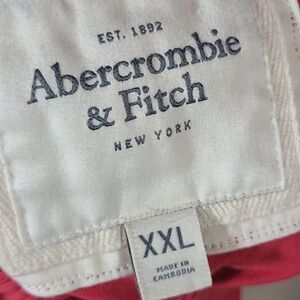 EST. 1892
Abercrombie
& Fitch
NEW YORK
XXL
MADE IN
CAMBODIA